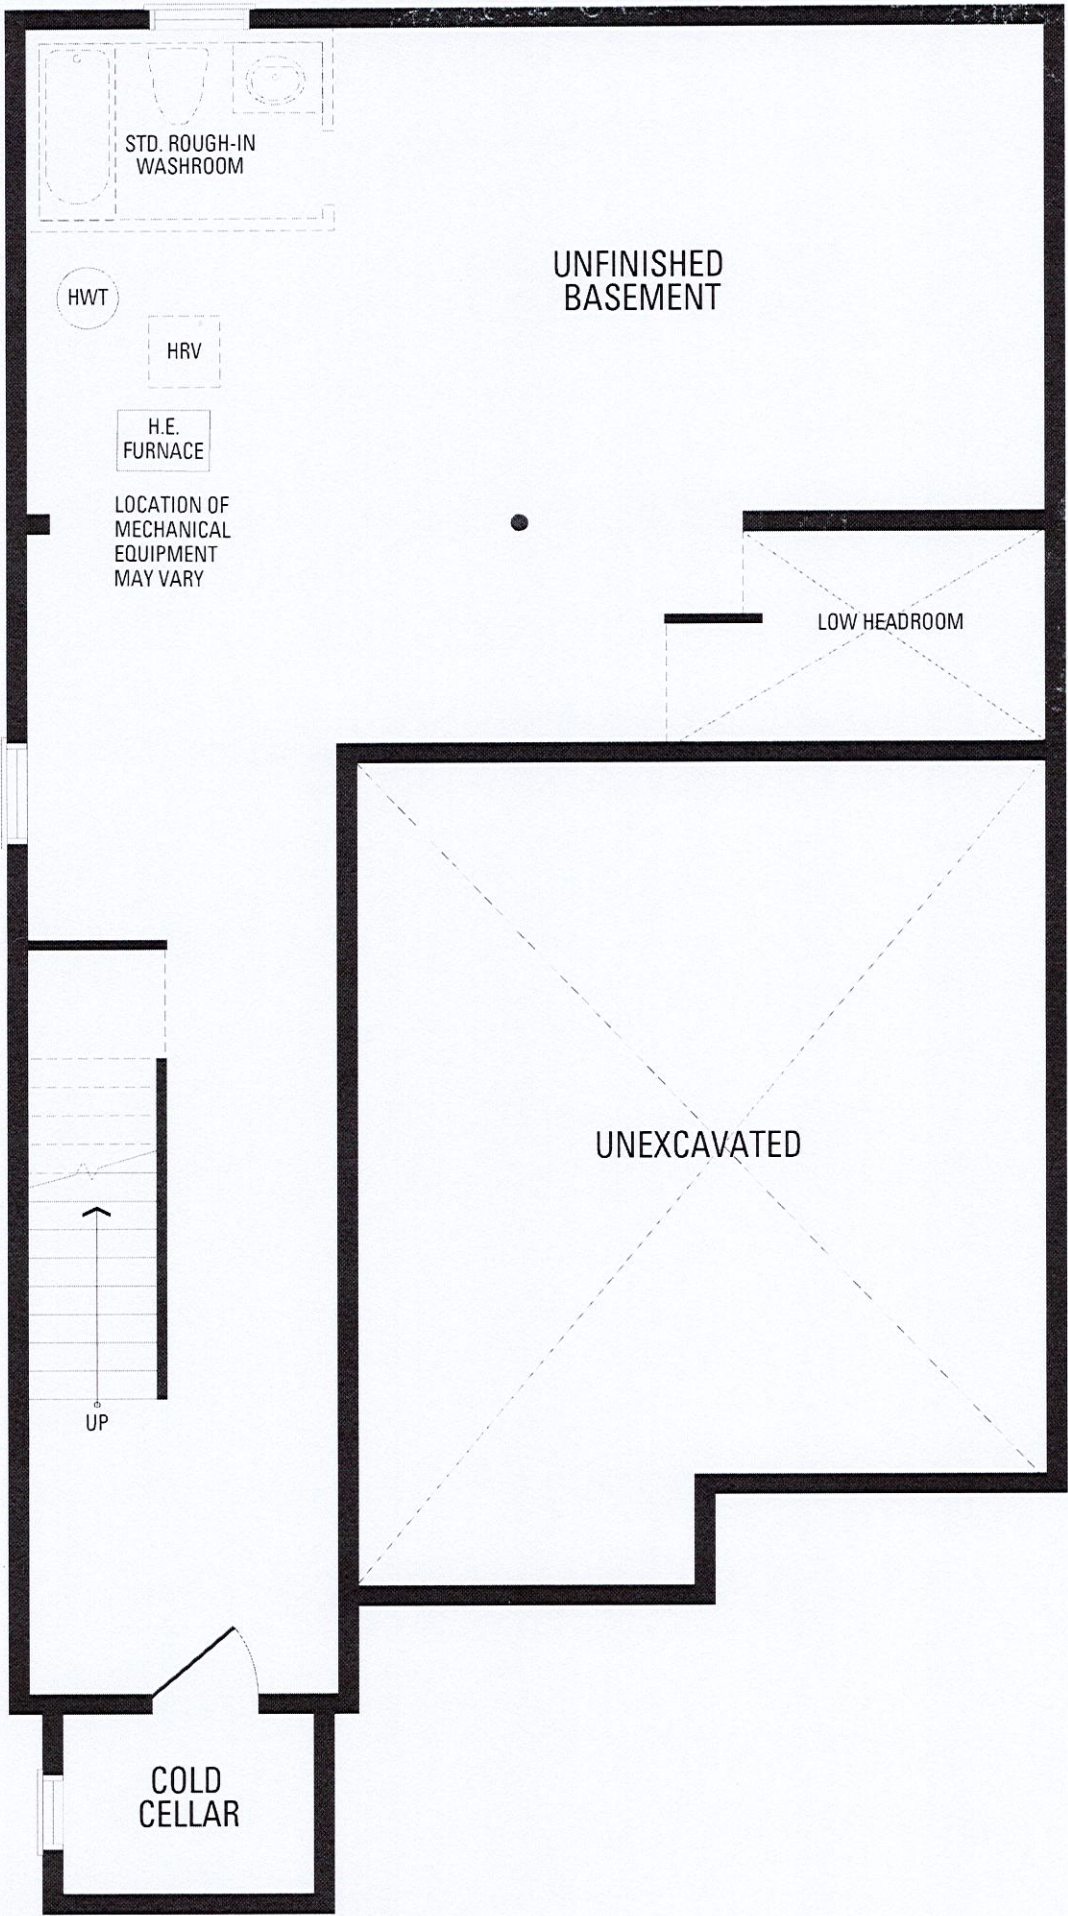 STD. ROUGH-IN
WASHROOM
UNFINISHED
BASEMENT
HWT
HRV
H.E.
FURNACE
LOCATION OF
MECHANICAL
EQUIPMENT
MAY VARY
LOW HEADROOM
UNEXCAVATED
UP
COLD
CELLAR